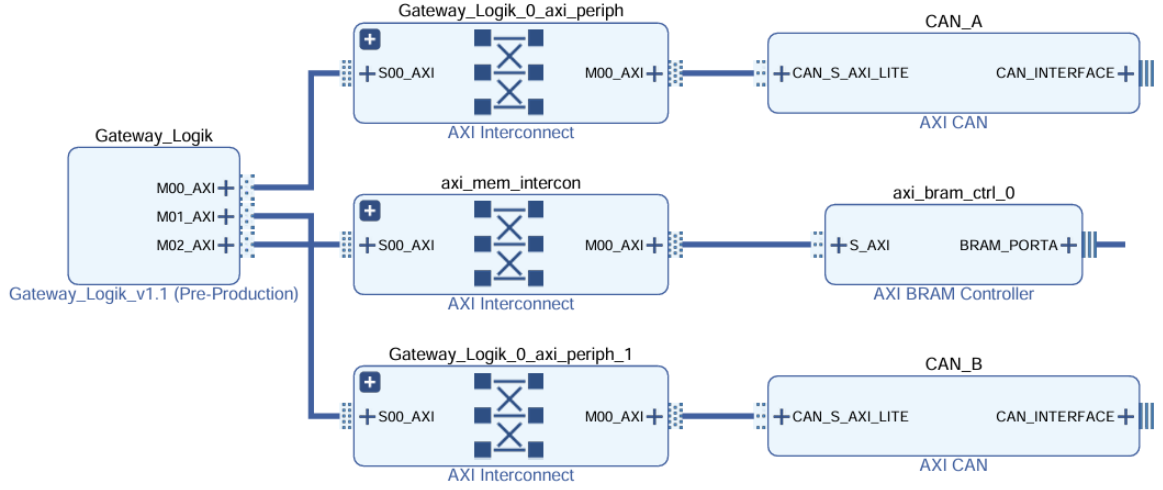 Gateway_Logik_0_axi_periph
S00_AXI
M00_AXI
AXI Interconnect
CAN_A
CAN_S_AXI_LITE
CAN_INTERFACE
AXI CAN
Gateway_Logik
M00_AXI
M01_AXI
M02_AXI
Gateway_Logik_v1.1 (Pre-Production)
axi_mem_intercon
S00_AXI
M00_AXI
AXI Interconnect
axi_bram_ctrl_0
S_AXI
BRAM_PORTA
AXI BRAM Controller
Gateway_Logik_0_axi_periph_1
S00_AXI
M00_AXI
AXI Interconnect
CAN_B
CAN_S_AXI_LITE
CAN_INTERFACE
AXI CAN